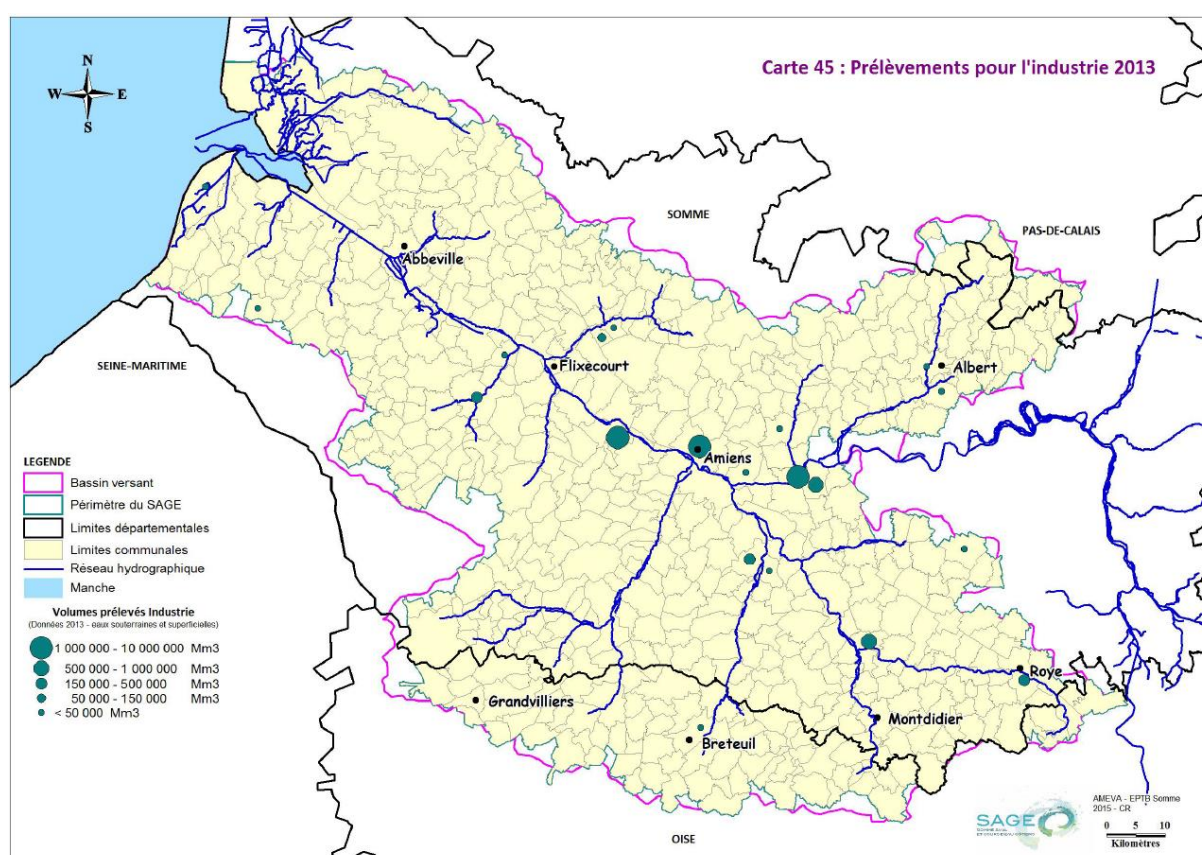 Carte 45 : Prélèvements pour l'industrie 2013
N
W E
S
SOMME
PAS-DE-CALAIS
Abbeville
SEINE-MARITIME
Flixecourt
Albert
Amiens
LEGENDE
Bassin versant
Périmètre du SAGE
Limites départementales
Limites communales
Réseau hydrographique
Manche
Volumes prélevés Industrie
(Données 2013 - eaux souterraines et superficielles)
1 000 000 - 10 000 000 Mm3
500 000 - 1 000 000 Mm3
150 000 - 500 000 Mm3
50 000 - 150 000 Mm3
< 50 000 Mm3
Roye
Grandvilliers
Montdidier
Breteuil
OISE
SAGE
AMEVA - EPTB Somme
2015 - CR
0 5 10
Kilomètres